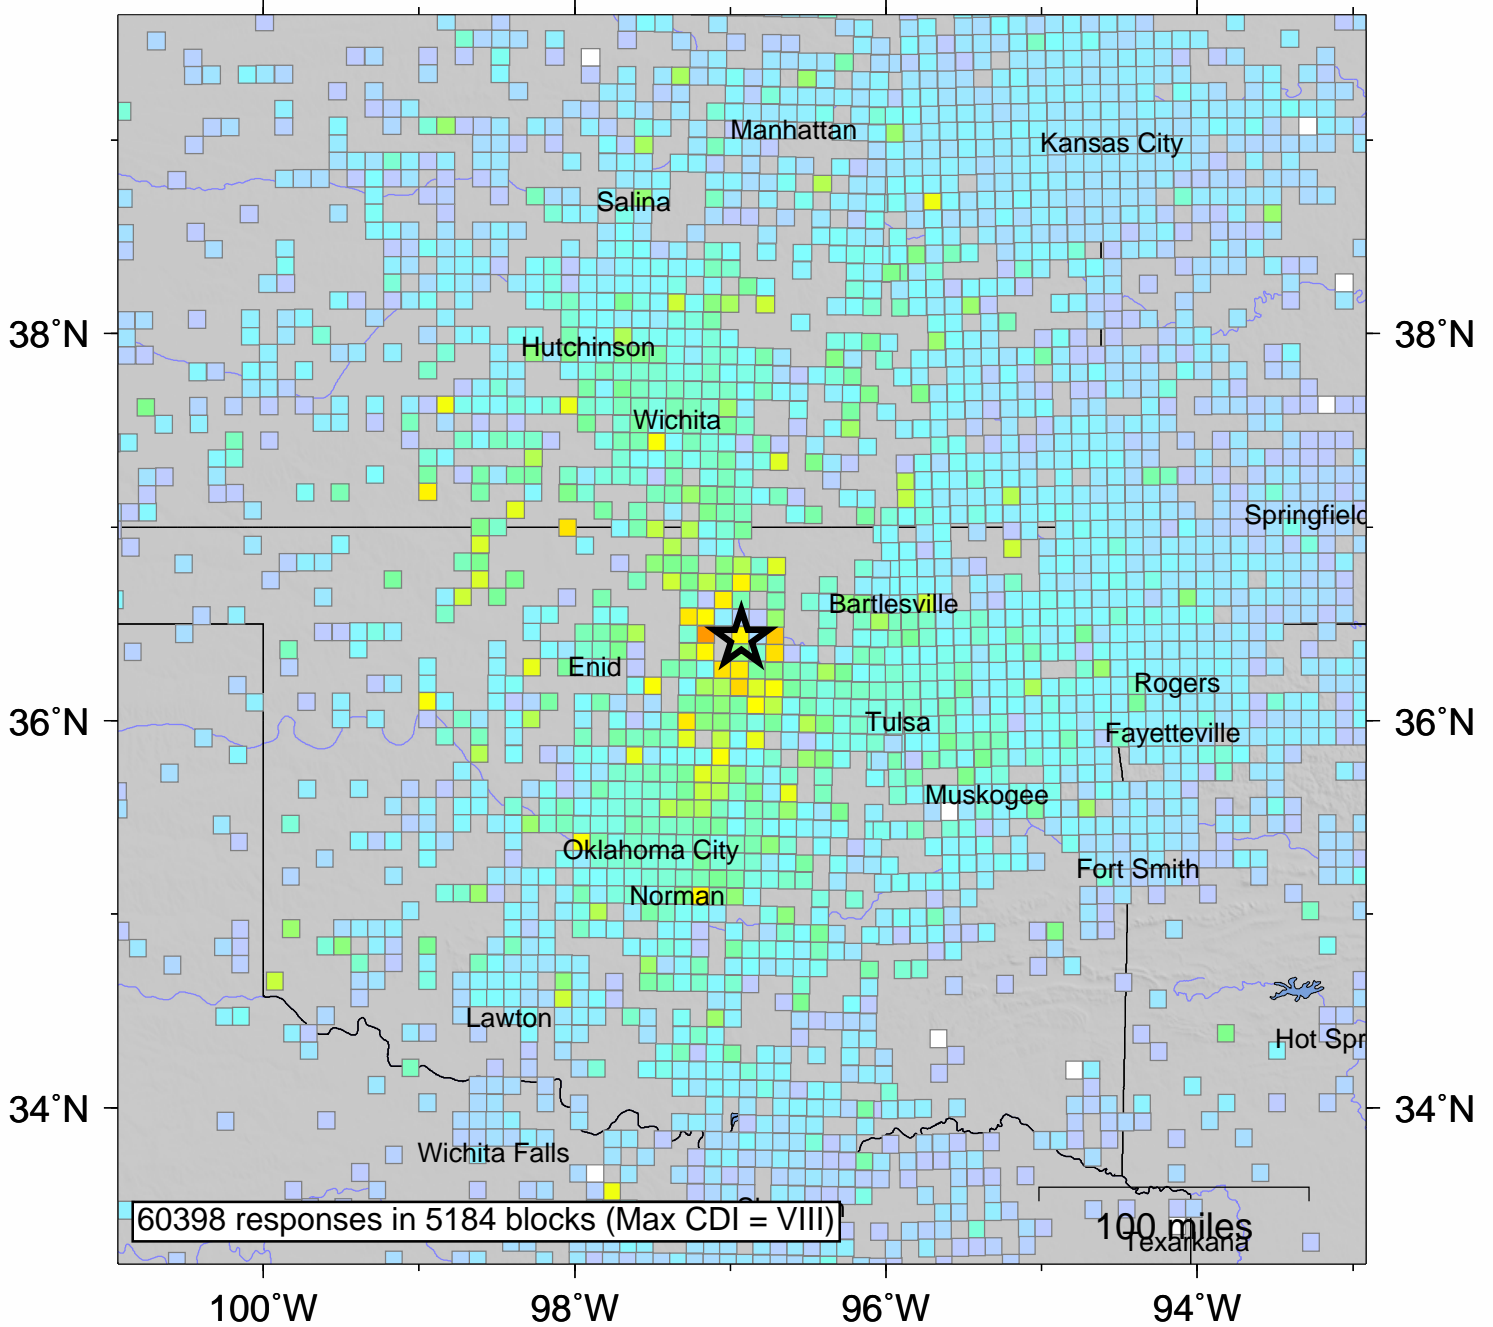 Manhattan
Kansas City
Salina
38°N
38°N
Hutchinson
Wichita
Springfield
Bartlesville
Enid
Rogers
36°N
36°N
Tulsa
Fayetteville
Muskogee
Oklahoma City
Fort Smith
Norman
Lawton
Hot Spr
34°N
34°N
Wichita Falls
60398 responses in 5184 blocks (Max CDI = VIII)
100 miles
Texarkana
100°W
98°W
96°W
94°W